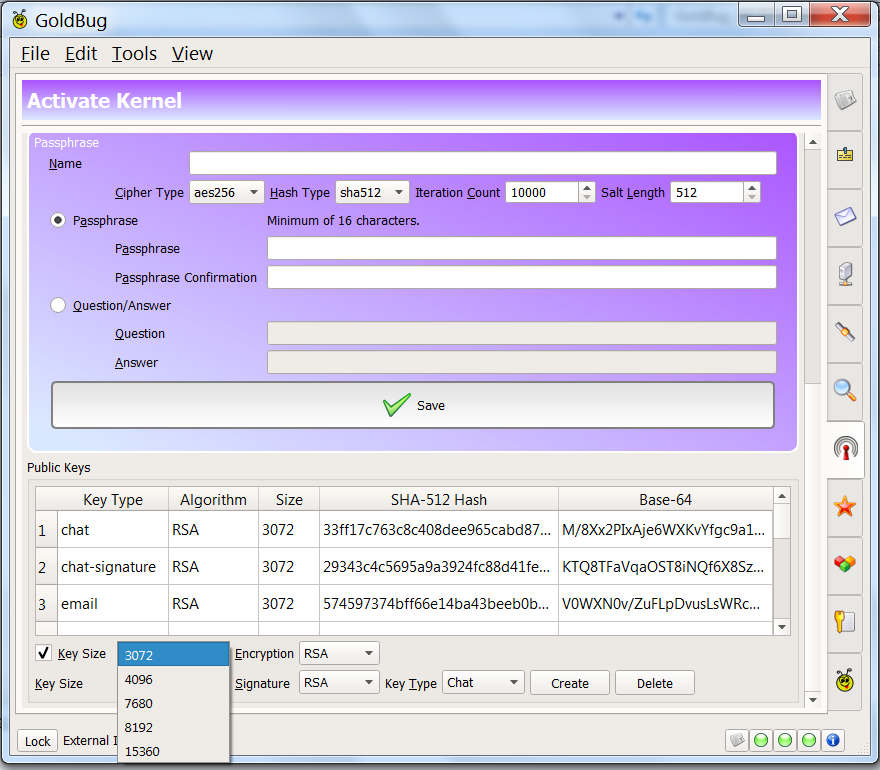 GoldBug
File Edit Tools View
Activate Kernel
Passphrase
Name
Cipher Type aes256 Hash Type sha512 Iteration Count 10000 Salt Length 512
Passphrase Minimum of 16 characters.
Passphrase
Passphrase Confirmation
Question/Answer
Question
Answer
Save
Public Keys
Key Type Algorithm Size SHA-512 Hash Base-64
1 chat RSA 3072 33ff17c763c8c408dee965cabd87... M/8Xx2PIxAje6WXKvYfgc9a1...
2 chat-signature RSA 3072 29343c4c5695a9a3924fc88d41fe... KTQ8TFaVqaOST8iNQf6X8Sz...
3 email RSA 3072 574597374bff66e14ba43beeb0b... V0WXN0v/ZuFLpDvusLsWRc...
Key Size 3072 Encryption RSA
4096
Key Size Signature RSA Key Type Chat Create Delete
7680
8192
Lock External
15360